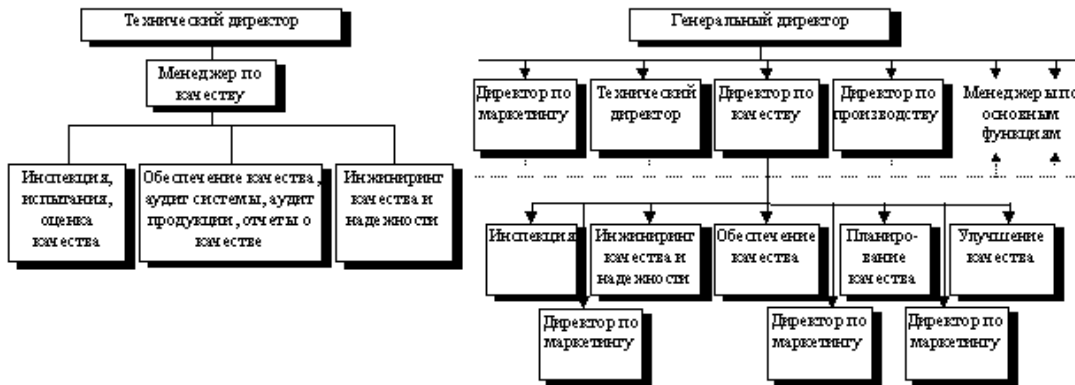 Технический директор
Менеджер по
качеству
Инспекция,
испытания,
оценка
качества
Обеспечение качества,
аудит системы, аудит
продукции, отчеты о
качестве
Инжиниринг
качества и
надежности
Генеральный директор
Директор по
маркетингу
Технический
директор
Директор по
качеству
Директор по
производству
Менеджеры по
основным
функциям
Инспекция
Инжиниринг
качества и
надежности
Обеспечение
качества
Планиро-
вание
качества
Улучшение
качества
Директор по
маркетингу
Директор по
маркетингу
Директор по
маркетингу